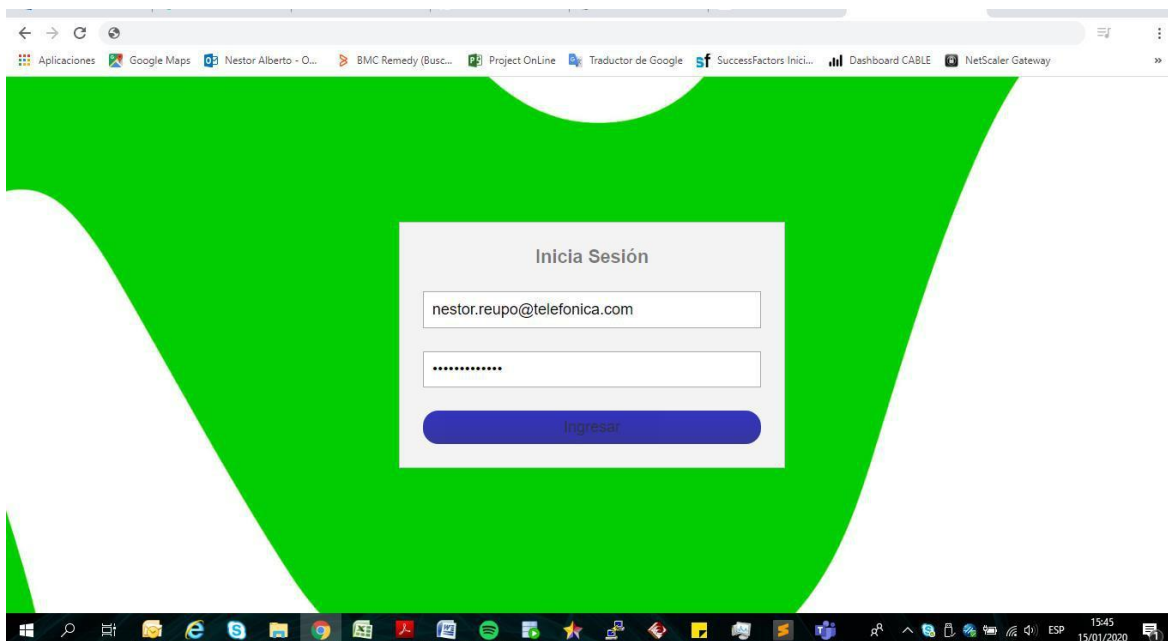 Aplicaciones Google Maps Nestor Alberto - O... BMC Remedy (Busc... Project OnLine Traductor de Google SuccessFactors Inici... Dashboard CABLE NetScaler Gateway »
Inicia Sesión
nestor.reupo@telefonica.com
•••••••••••••
Ingresar
ESP
15:45
15/01/2020